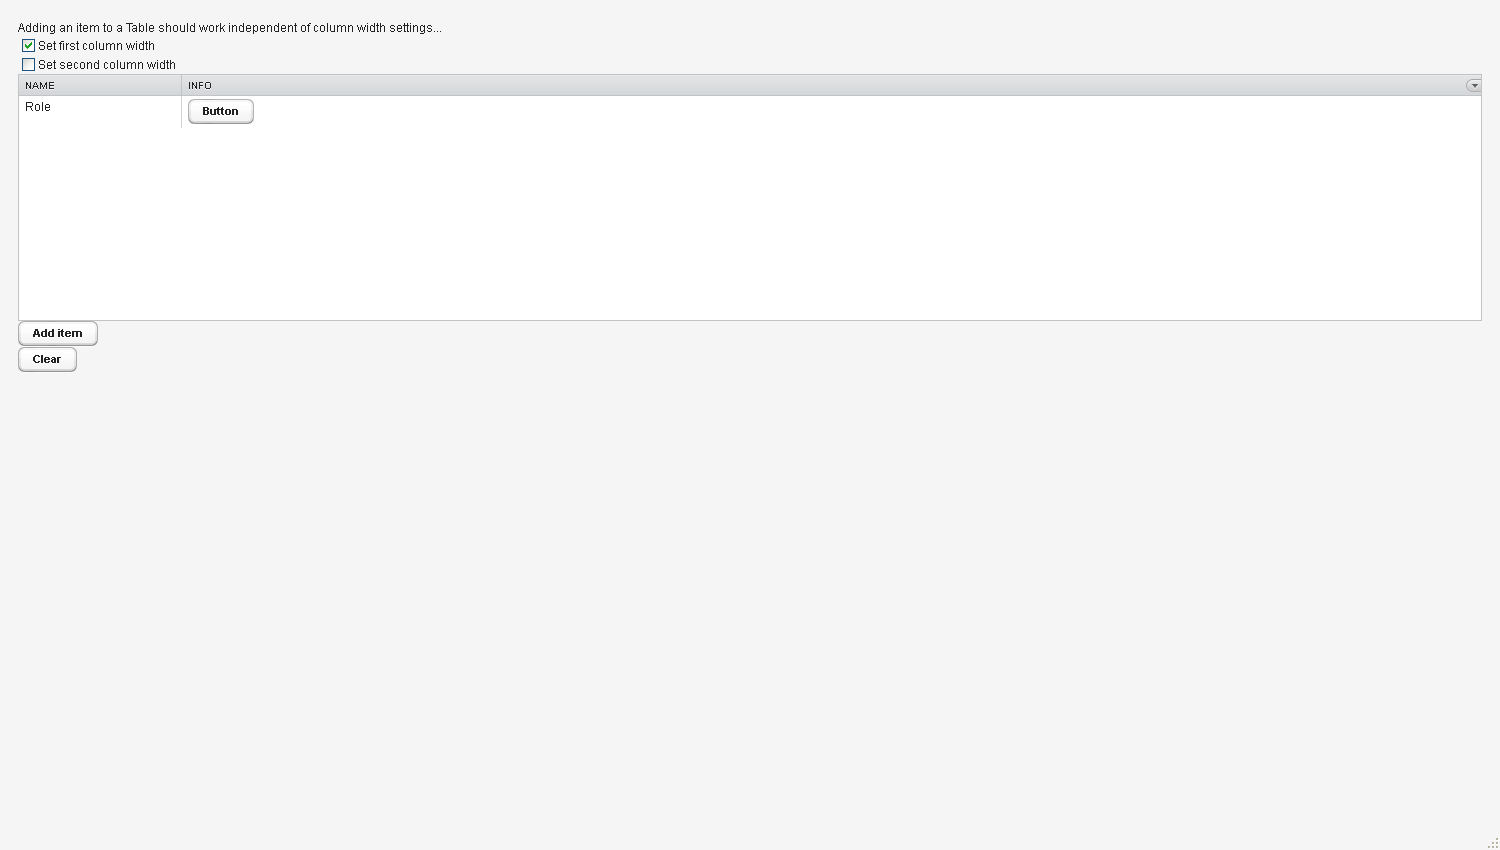 Adding an item to a Table should work independent of column width settings...
Set first column width
Set second column width
NAME INFO
Role Button
Add item
Clear